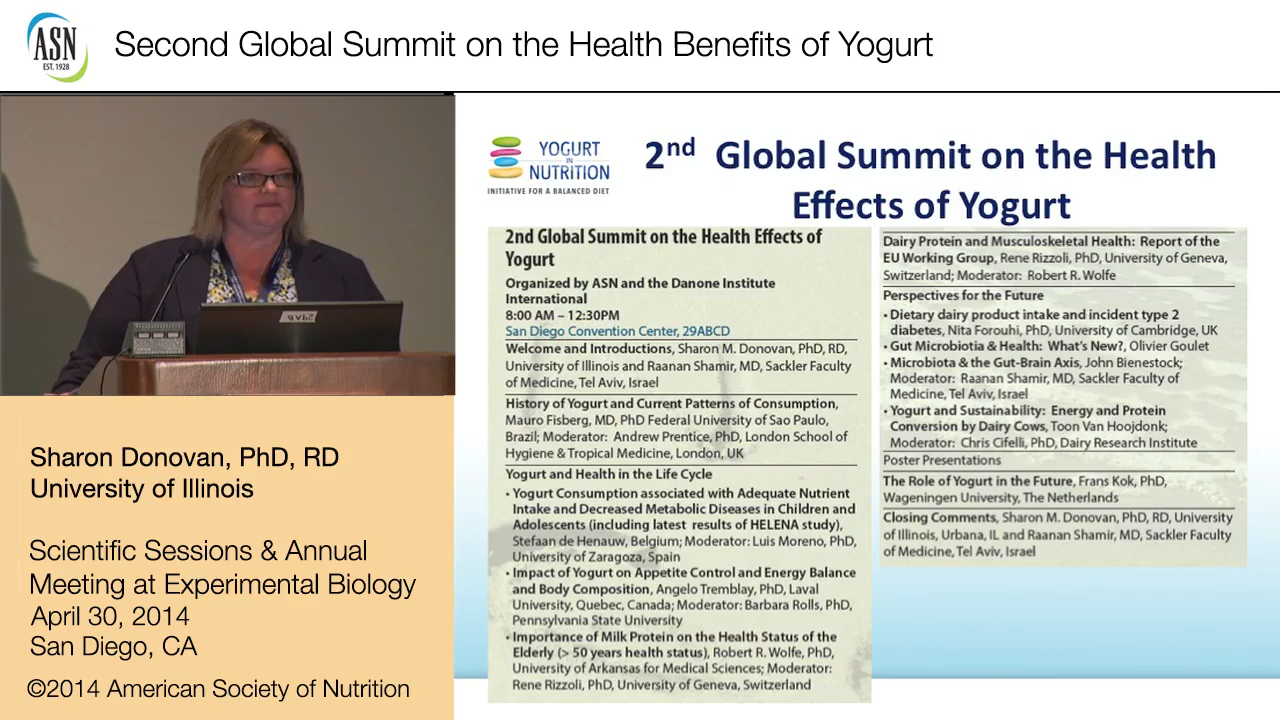 ASN
EST. 1928
Second Global Summit on the Health Benefits of Yogurt
29AB
Sharon Donovan, PhD, RD
University of Illinois
Scientific Sessions & Annual
Meeting at Experimental Biology
April 30, 2014
San Diego, CA
©2014 American Society of Nutrition
YOGURT
IN
NUTRITION
INITIATIVE FOR A BALANCED DIET
2nd Global Summit on the Health
Effects of Yogurt
2nd Global Summit on the Health Effects of
Yogurt
Organized by ASN and the Danone Institute
International
8:00 AM – 12:30PM
San Diego Convention Center, 29ABCD
Welcome and Introductions, Sharon M. Donovan, PhD, RD,
University of Illinois and Raanan Shamir, MD, Sackler Faculty
of Medicine, Tel Aviv, Israel
History of Yogurt and Current Patterns of Consumption,
Mauro Fisberg, MD, PhD Federal University of Sao Paulo,
Brazil; Moderator: Andrew Prentice, PhD, London School of
Hygiene & Tropical Medicine, London, UK
Yogurt and Health in the Life Cycle
• Yogurt Consumption associated with Adequate Nutrient
Intake and Decreased Metabolic Diseases in Children and
Adolescents (including latest results of HELENA study),
Stefaan de Henauw, Belgium; Moderator: Luis Moreno, PhD,
University of Zaragoza, Spain
• Impact of Yogurt on Appetite Control and Energy Balance
and Body Composition, Angelo Tremblay, PhD, Laval
University, Quebec, Canada; Moderator: Barbara Rolls, PhD,
Pennsylvania State University
• Importance of Milk Protein on the Health Status of the
Elderly (> 50 years health status), Robert R. Wolfe, PhD,
University of Arkansas for Medical Sciences; Moderator:
Rene Rizzoli, PhD, University of Geneva, Switzerland
Dairy Protein and Musculoskeletal Health: Report of the
EU Working Group, Rene Rizzoli, PhD, University of Geneva,
Switzerland; Moderator: Robert R. Wolfe
Perspectives for the Future
• Dietary dairy product intake and incident type 2
diabetes, Nita Forouhi, PhD, University of Cambridge, UK
• Gut Microbiotia & Health: What's New?, Olivier Goulet
• Microbiota & the Gut-Brain Axis, John Bienestock;
Moderator: Raanan Shamir, MD, Sackler Faculty of
Medicine, Tel Aviv, Israel
• Yogurt and Sustainability: Energy and Protein
Conversion by Dairy Cows, Toon Van Hoojdonk;
Moderator: Chris Cifelli, PhD, Dairy Research Institute
Poster Presentations
The Role of Yogurt in the Future, Frans Kok, PhD,
Wageningen University, The Netherlands
Closing Comments, Sharon M. Donovan, PhD, RD, University
of Illinois, Urbana, IL and Raanan Shamir, MD, Sackler Faculty
of Medicine, Tel Aviv, Israel